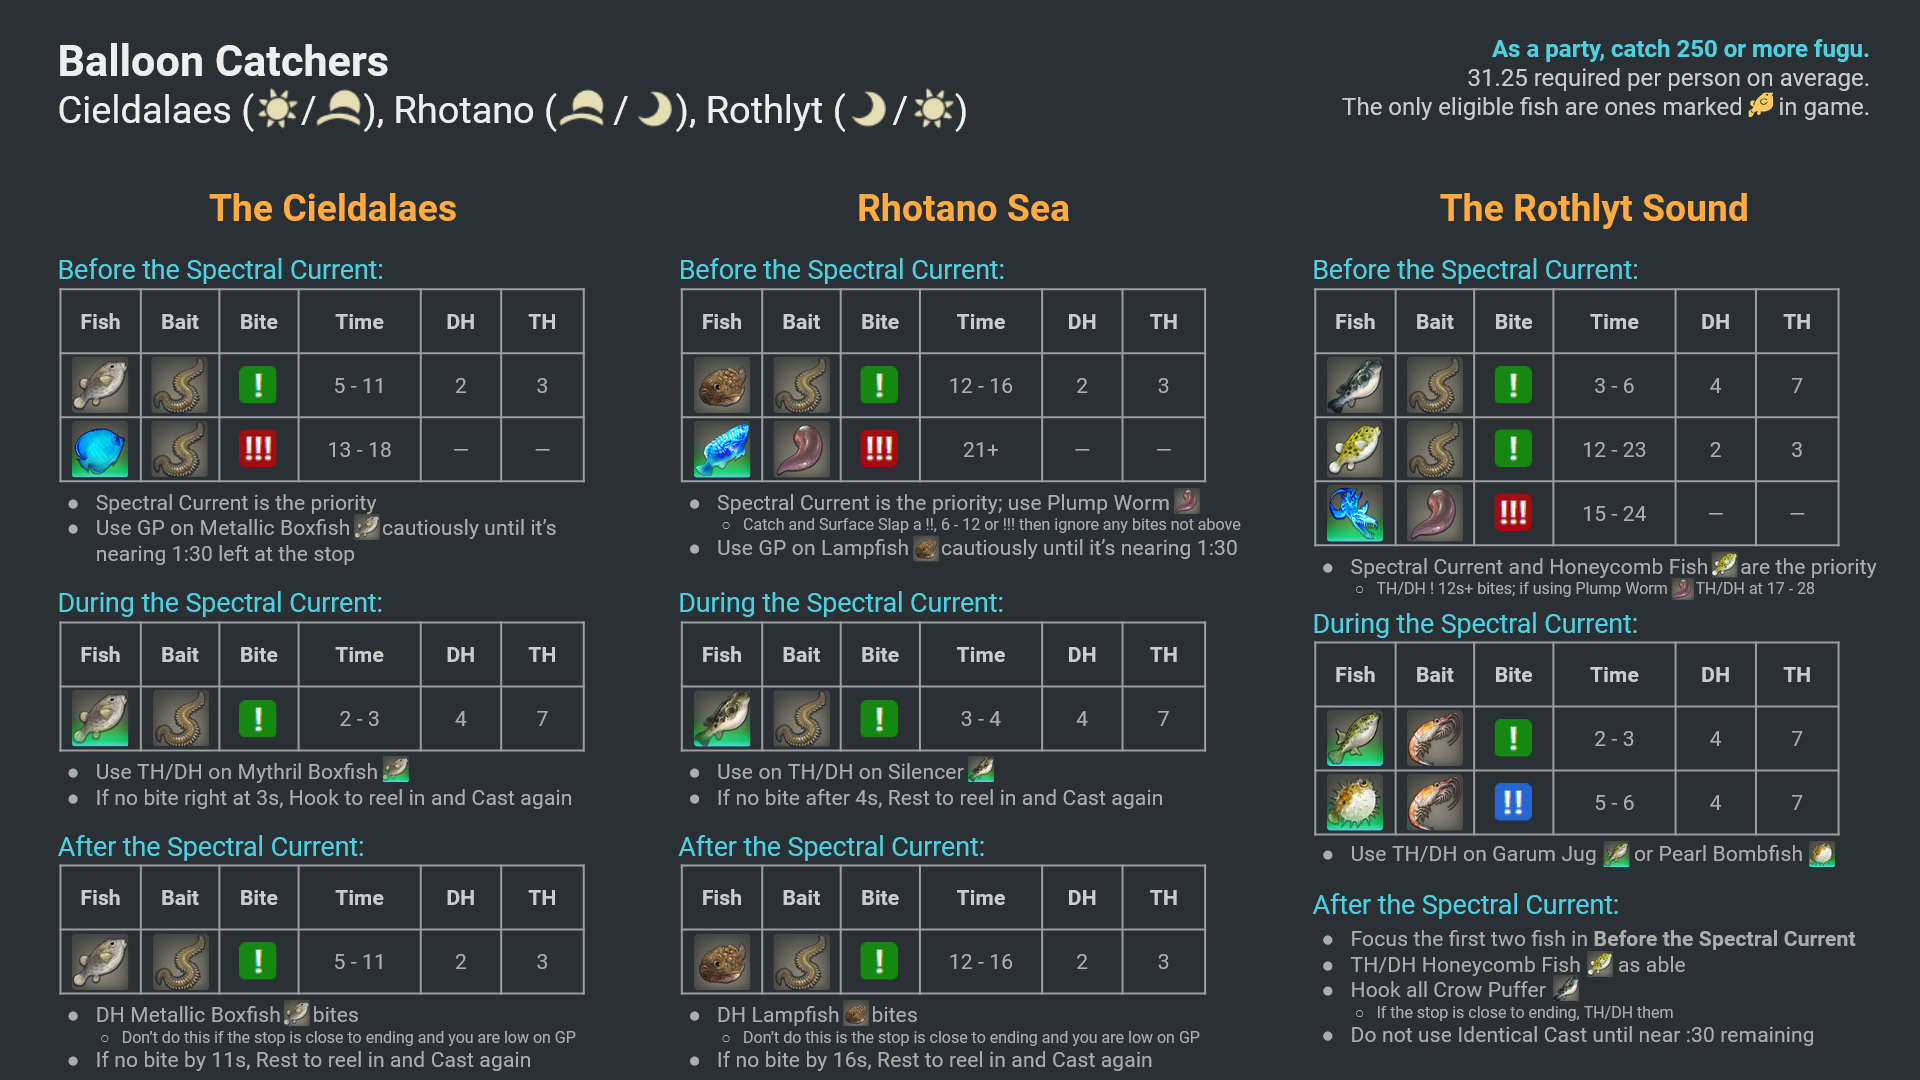 Balloon Catchers
Cieldalaes ( / ), Rhotano ( / ), Rothlyt ( / )
As a party, catch 250 or more fugu.
31.25 required per person on average.
The only eligible fish are ones marked in game.
The Cieldalaes
Before the Spectral Current:
Fish Bait Bite Time DH TH
! 5 - 11 2 3
!!! 13 - 18 — —
● Spectral Current is the priority
● Use GP on Metallic Boxfish cautiously until it’s
nearing 1:30 left at the stop
During the Spectral Current:
Fish Bait Bite Time DH TH
! 2 - 3 4 7
● Use TH/DH on Mythril Boxfish
● If no bite right at 3s, Hook to reel in and Cast again
After the Spectral Current:
Fish Bait Bite Time DH TH
! 5 - 11 2 3
● DH Metallic Boxfish bites
○ Don’t do this if the stop is close to ending and you are low on GP
● If no bite by 11s, Rest to reel in and Cast again
Rhotano Sea
Before the Spectral Current:
Fish Bait Bite Time DH TH
! 12 - 16 2 3
!!! 21+ — —
● Spectral Current is the priority; use Plump Worm
○ Catch and Surface Slap a !!, 6 - 12 or !!! then ignore any bites not above
● Use GP on Lampfish cautiously until it’s nearing 1:30
During the Spectral Current:
Fish Bait Bite Time DH TH
! 3 - 4 4 7
● Use on TH/DH on Silencer
● If no bite after 4s, Rest to reel in and Cast again
After the Spectral Current:
Fish Bait Bite Time DH TH
! 12 - 16 2 3
● DH Lampfish bites
○ Don’t do this is the stop is close to ending and you are low on GP
● If no bite by 16s, Rest to reel in and Cast again
The Rothlyt Sound
Before the Spectral Current:
Fish Bait Bite Time DH TH
! 3 - 6 4 7
! 12 - 23 2 3
!!! 15 - 24 — —
● Spectral Current and Honeycomb Fish are the priority
○ TH/DH ! 12s+ bites; if using Plump Worm TH/DH at 17 - 28
During the Spectral Current:
Fish Bait Bite Time DH TH
! 2 - 3 4 7
!! 5 - 6 4 7
● Use TH/DH on Garum Jug or Pearl Bombfish
After the Spectral Current:
● Focus the first two fish in Before the Spectral Current
● TH/DH Honeycomb Fish as able
● Hook all Crow Puffer
○ If the stop is close to ending, TH/DH them
● Do not use Identical Cast until near :30 remaining